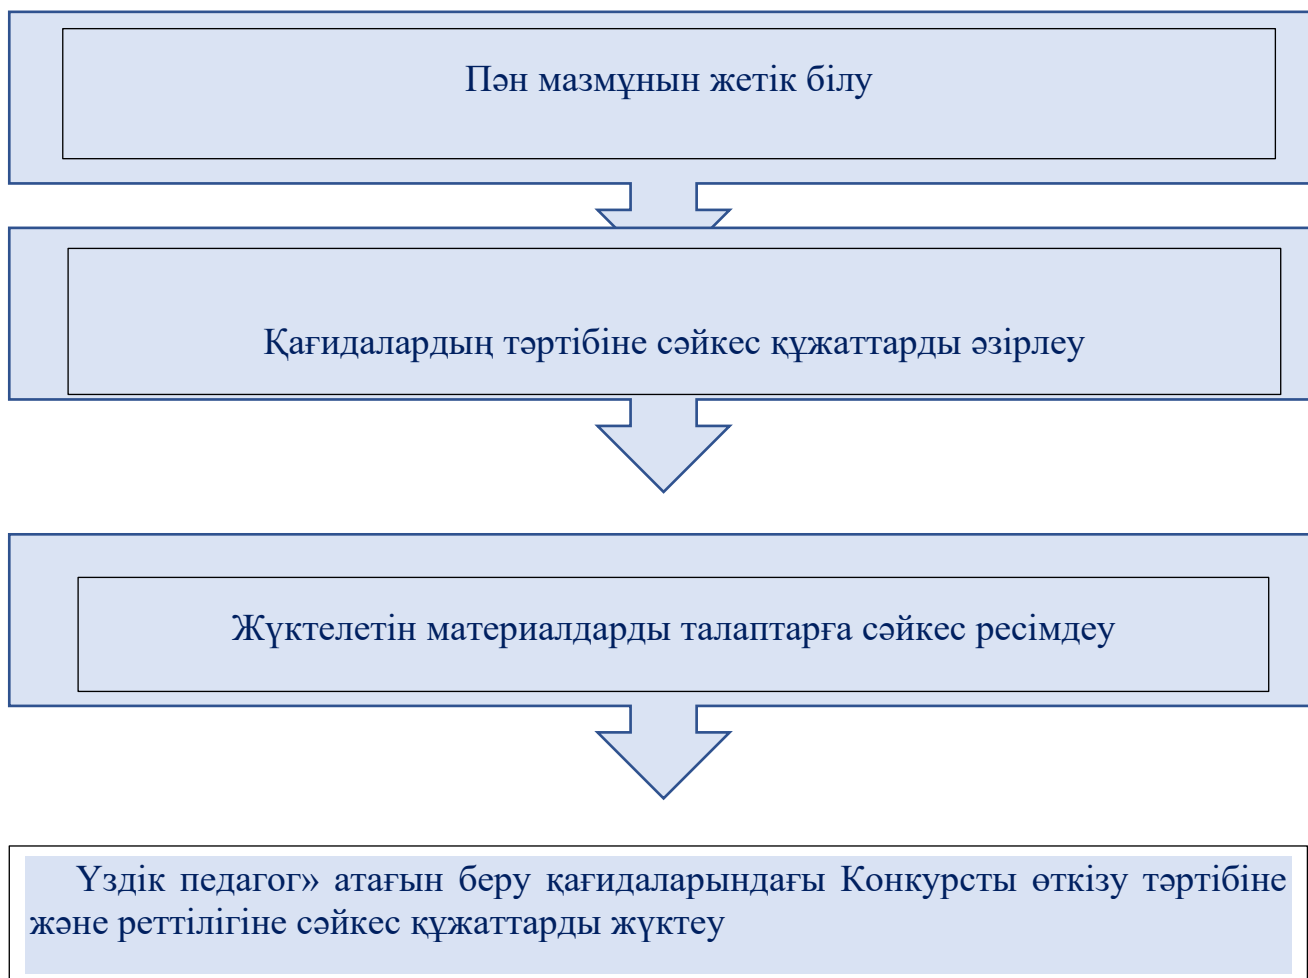 Пән мазмұнын жетік білу
Қағидалардың тәртібіне сәйкес құжаттарды әзірлеу
Жүктелетін материалдарды талаптарға сәйкес ресімдеу
Үздік педагог» атағын беру қағидаларындағы Конкурсты өткізу тәртібіне
және реттілігіне сәйкес құжаттарды жүктеу